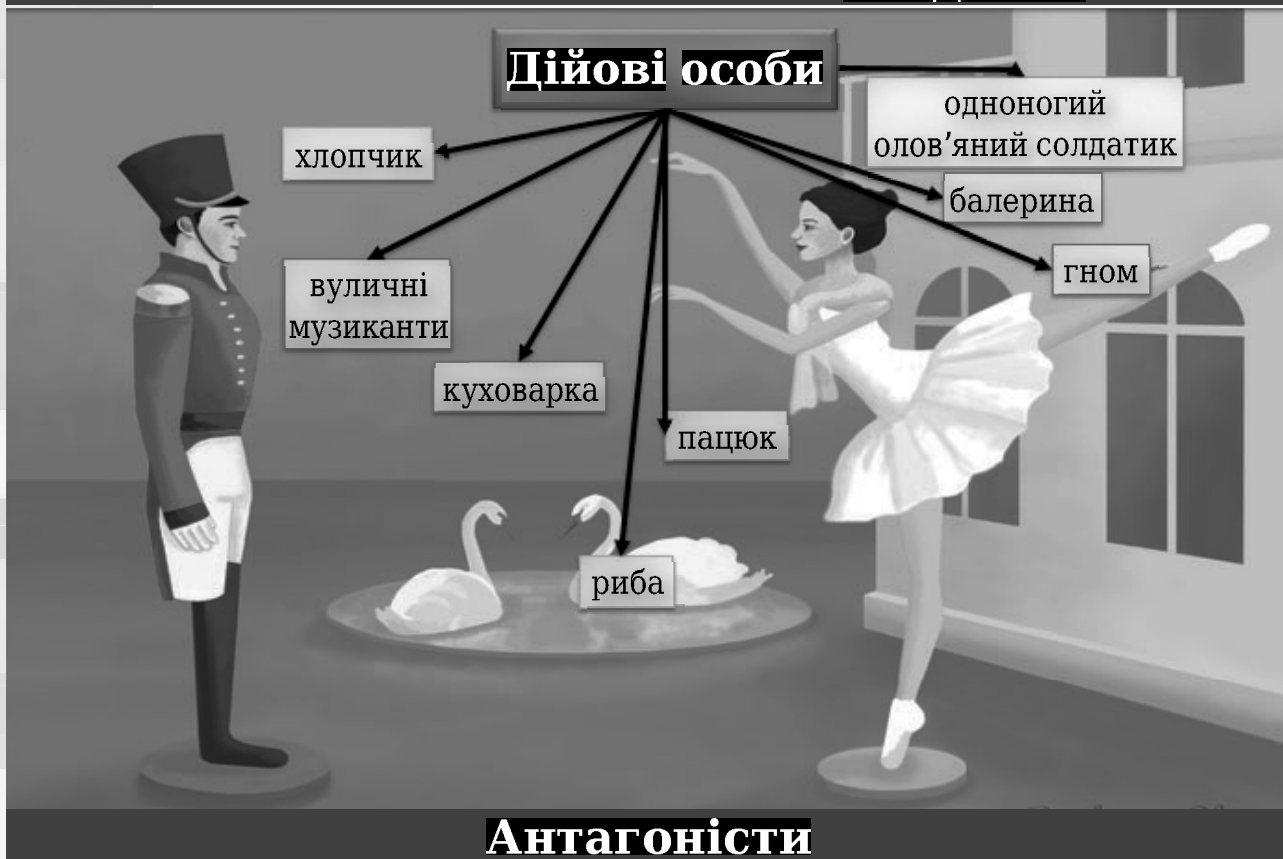 Дійові особи
одноногий
олов’яний солдатик
хлопчик
балерина
гном
вуличні
музиканти
куховарка
пацюк
риба
Антагоністи